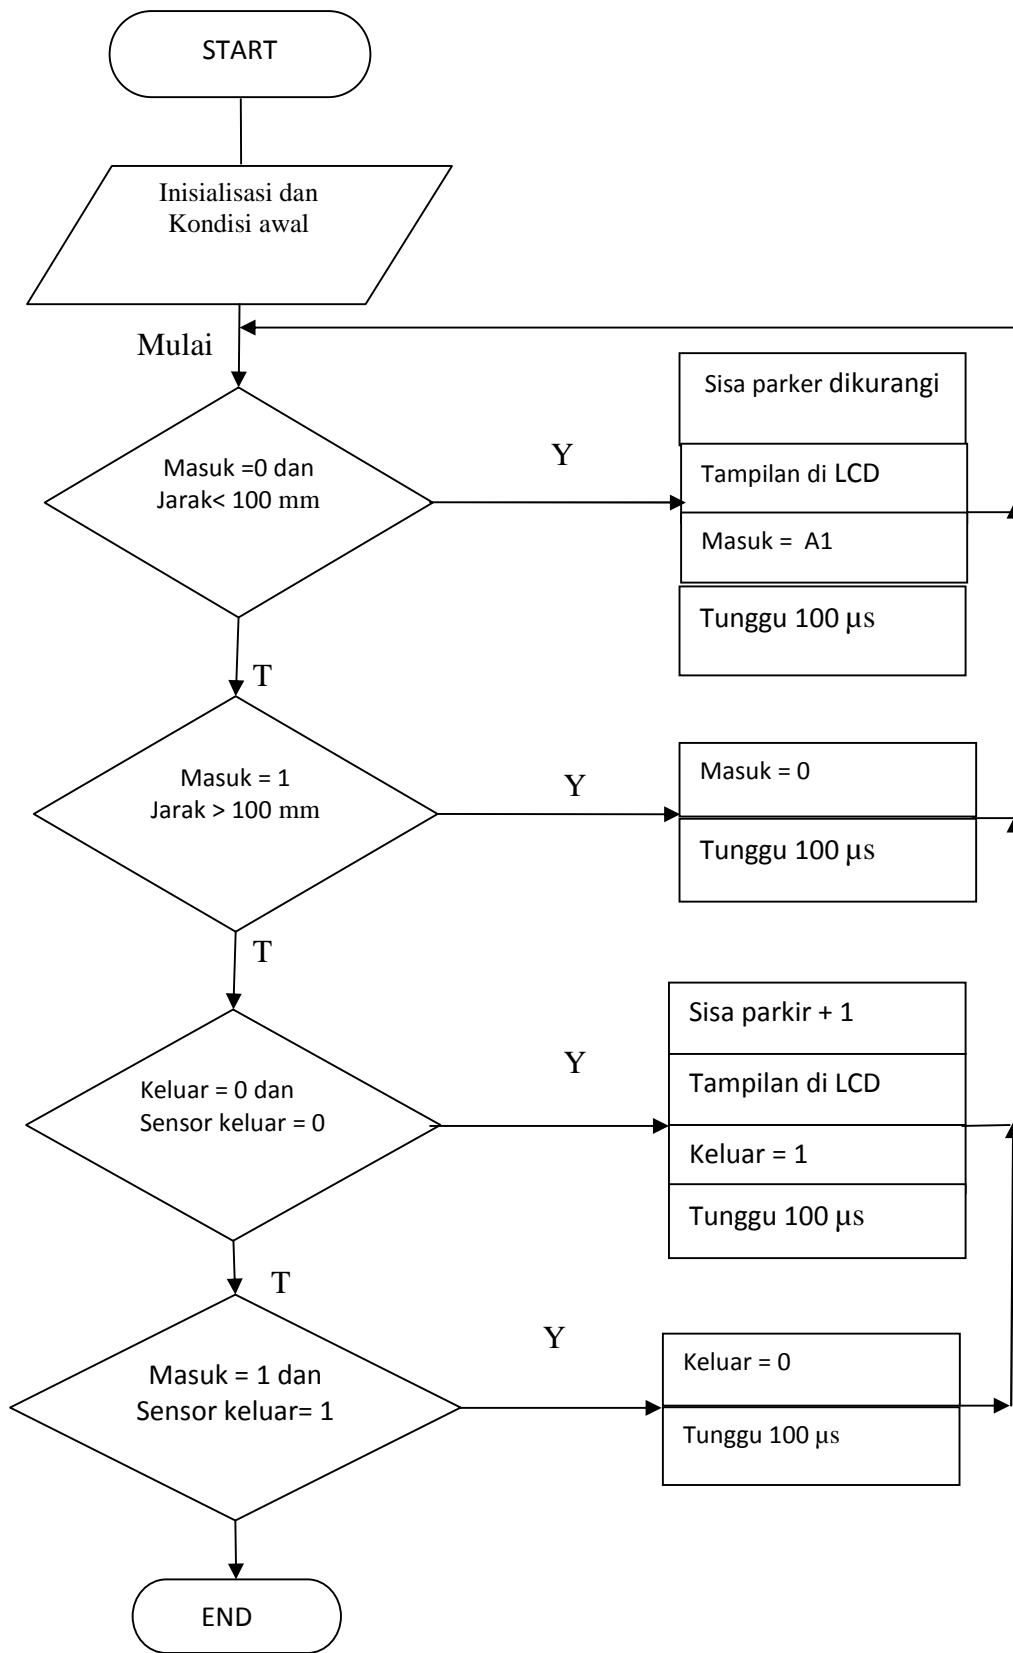 START
Inisialisasi dan
Kondisi awal
Mulai
Masuk =0 dan
Jarak< 100 mm
Y
Sisa parker dikurangi
Tampilan di LCD
Masuk = A1
Tunggu 100 μs
T
Masuk = 1
Jarak > 100 mm
Y
Masuk = 0
Tunggu 100 μs
T
Keluar = 0 dan
Sensor keluar = 0
Y
Sisa parkir + 1
Tampilan di LCD
Keluar = 1
Tunggu 100 μs
T
Masuk = 1 dan
Sensor keluar= 1
Y
Keluar = 0
Tunggu 100 μs
END